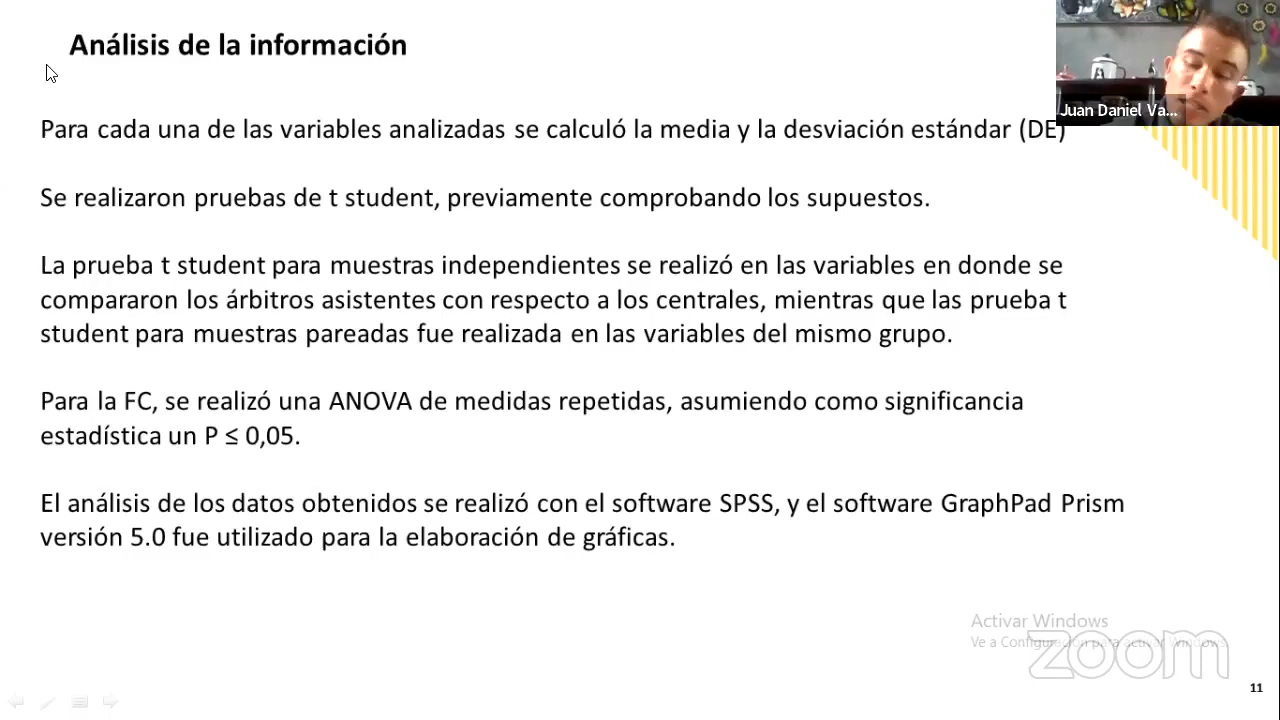 Análisis de la información
Juan Daniel Va...
Para cada una de las variables analizadas se calculó la media y la desviación estándar (DE)
Se realizaron pruebas de t student, previamente comprobando los supuestos.
La prueba t student para muestras independientes se realizó en las variables en donde se
compararon los árbitros asistentes con respecto a los centrales, mientras que las prueba t
student para muestras pareadas fue realizada en las variables del mismo grupo.
Para la FC, se realizó una ANOVA de medidas repetidas, asumiendo como significancia
estadística un P ≤ 0,05.
El análisis de los datos obtenidos se realizó con el software SPSS, y el software GraphPad Prism
versión 5.0 fue utilizado para la elaboración de gráficas.
Activar Windows
Ve a Configuración para activar Windows.
zoom
11